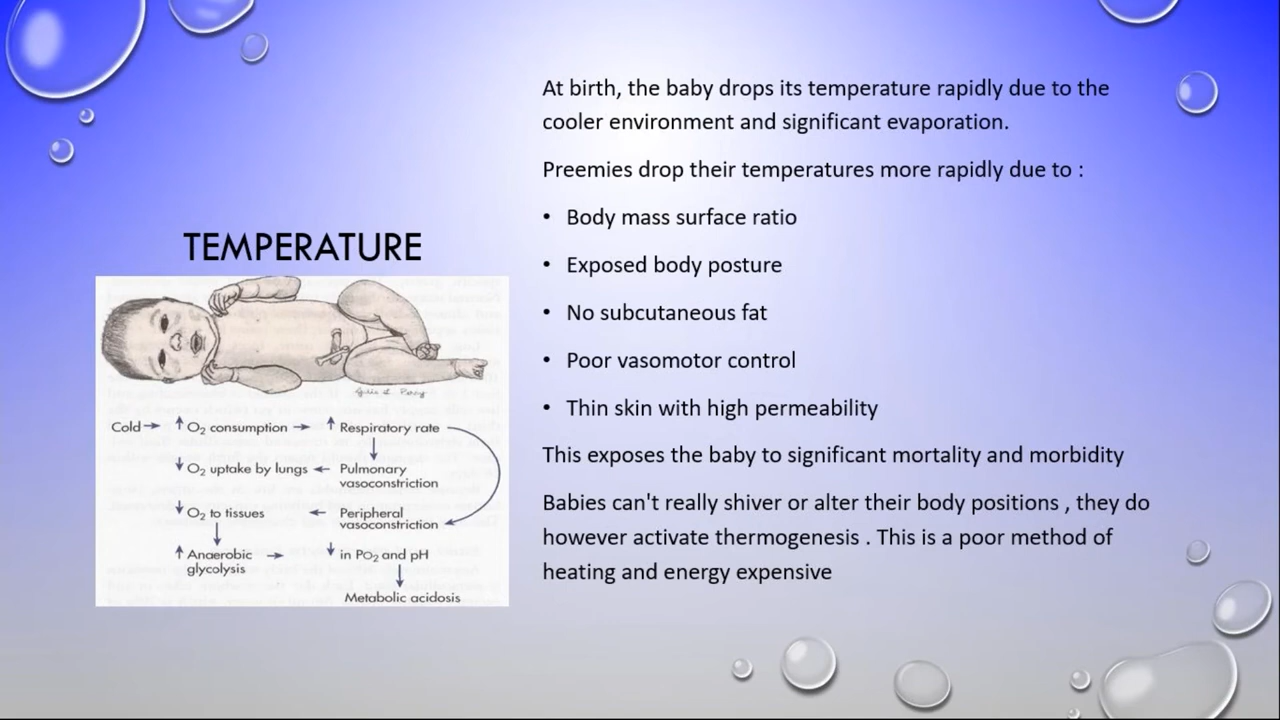 TEMPERATURE
Cold → ↑ O₂ consumption → ↑ Respiratory rate
↓ O₂ uptake by lungs ← Pulmonary
vasoconstriction
↓ O₂ to tissues ← Peripheral
vasoconstriction
↑ Anaerobic → ↓ in PO₂ and pH
glycolysis
Metabolic acidosis
At birth, the baby drops its temperature rapidly due to the
cooler environment and significant evaporation.
Preemies drop their temperatures more rapidly due to :
• Body mass surface ratio
• Exposed body posture
• No subcutaneous fat
• Poor vasomotor control
• Thin skin with high permeability
This exposes the baby to significant mortality and morbidity
Babies can't really shiver or alter their body positions , they do
however activate thermogenesis . This is a poor method of
heating and energy expensive